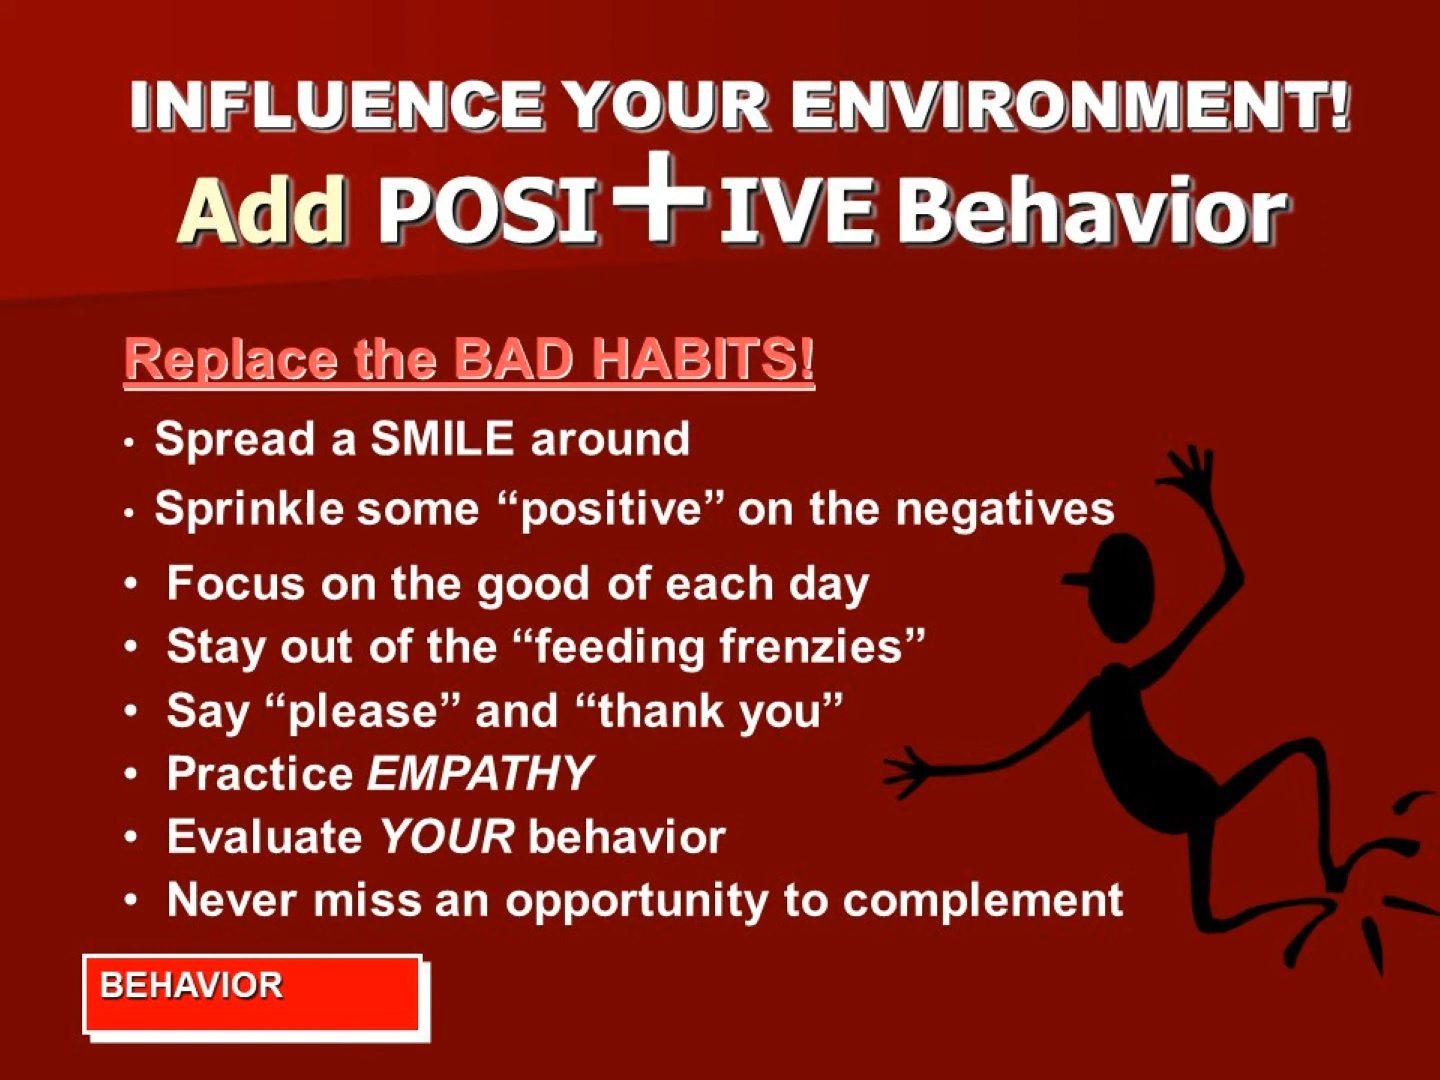 INFLUENCE YOUR ENVIRONMENT!
Add POSI+IVE Behavior
Replace the BAD HABITS!
• Spread a SMILE around
• Sprinkle some “positive” on the negatives
• Focus on the good of each day
• Stay out of the “feeding frenzies”
• Say “please” and “thank you”
• Practice EMPATHY
• Evaluate YOUR behavior
• Never miss an opportunity to complement
BEHAVIOR